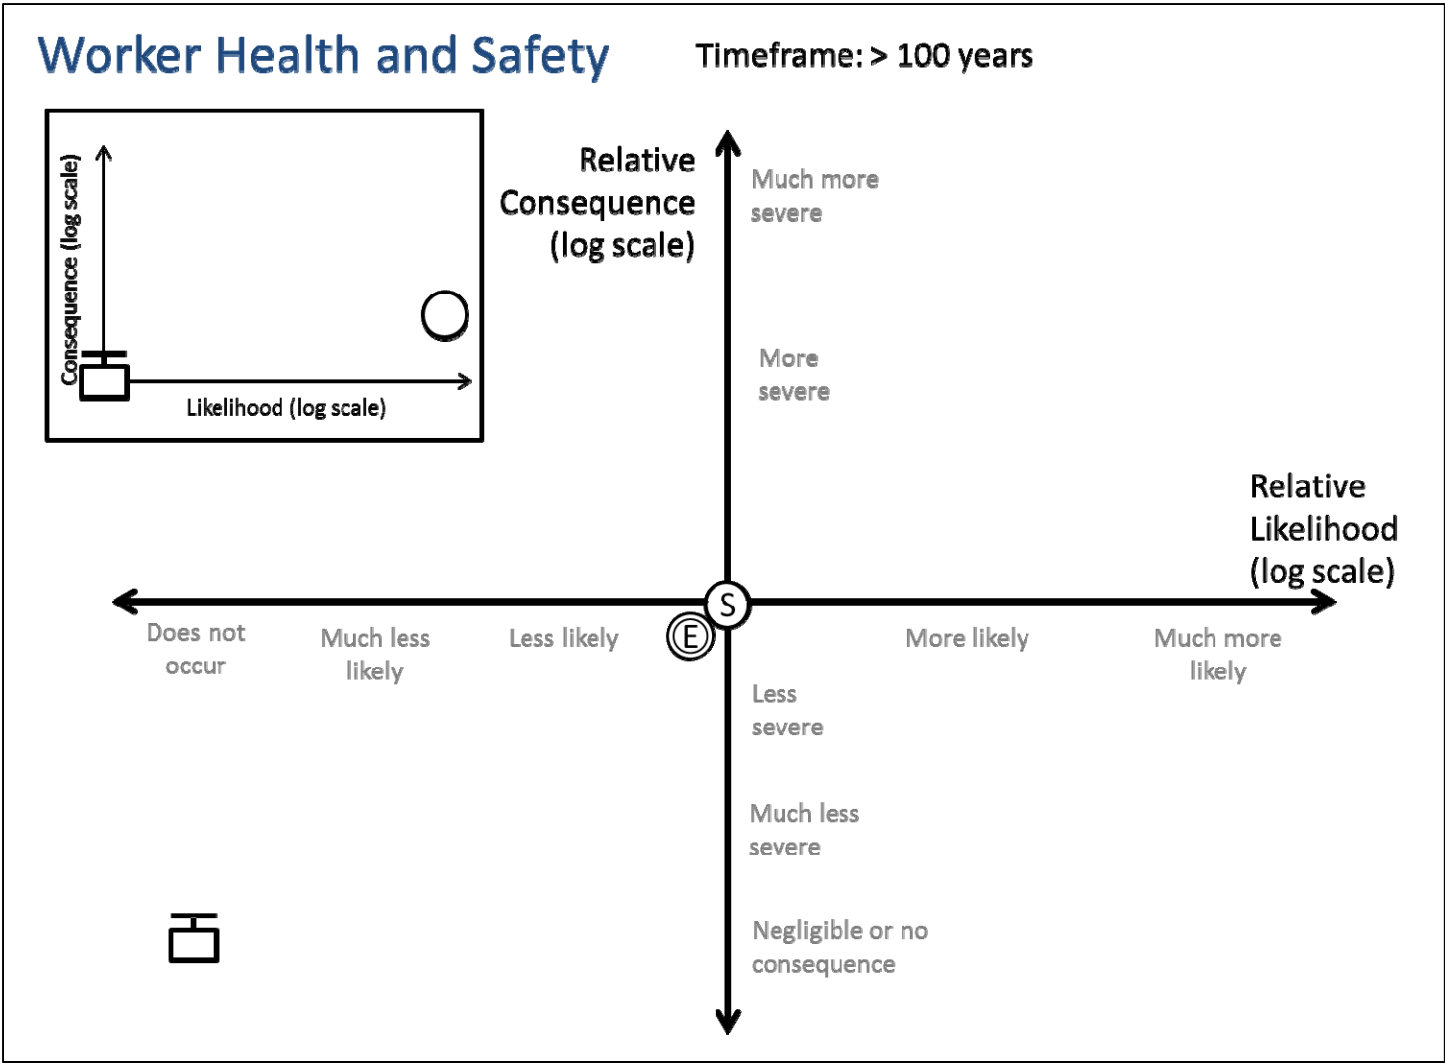 Worker Health and Safety
Timeframe: > 100 years
Consequence (log scale)
Likelihood (log scale)
Relative
Consequence
(log scale)
Much more
severe
More
severe
Relative
Likelihood
(log scale)
S
E
Does not
occur
Much less
likely
Less likely
More likely
Much more
likely
Less
severe
Much less
severe
Negligible or no
consequence